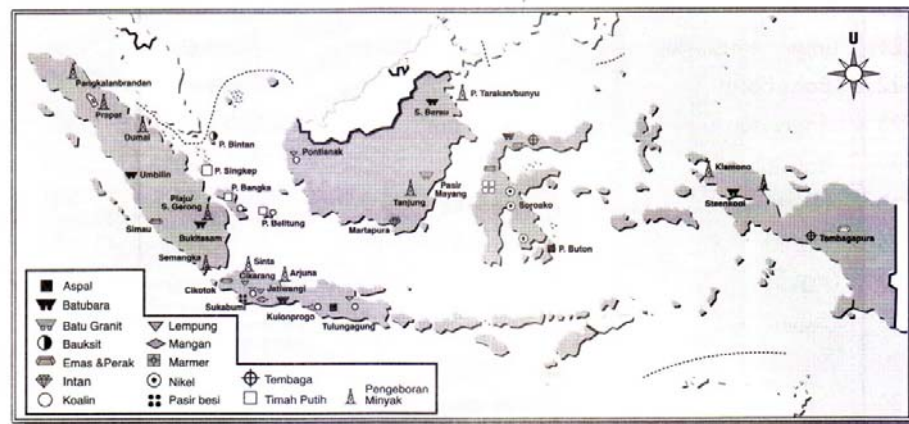 U
Pangkalanbrandan
Prapat
Dumai
P. Bintan
P. Singkep
Umbilin
P. Bangka
Plaju/
S. Gerong
P. Belitung
Simau
Bukitasam
Semangka
Pontianak
S. Berau
P. Tarakan/bunyu
Pasir
Mayang
Tanjung
Martapura
Soroako
P. Buton
Klamono
Steenkool
Tembagapura
Sinta
Cikarang
Arjuna
Cikotok
Jatiwangi
Sukabumi
Kulonprogo
Tulungagung
Aspal
Batubara
Batu Granit
Bauksit
Emas &Perak
Intan
Koalin
Lempung
Mangan
Marmer
Nikel
Pasir besi
Tembaga
Timah Putih
Pengeboran
Minyak